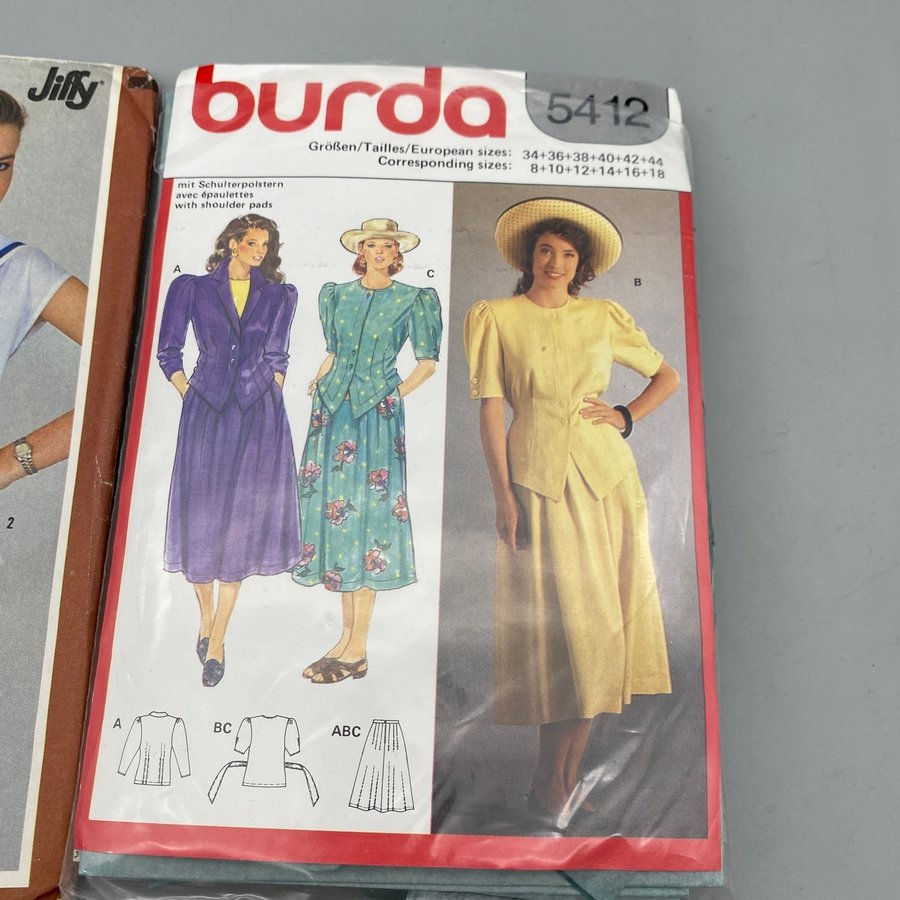 Jiffy
2
burda
5412
Größen/Tailles/European sizes: 34+36+38+40+42+44
Corresponding sizes: 8+10+12+14+16+18
mit Schulterpolstern
avec épaulettes
with shoulder pads
A
C
B
A
BC
ABC